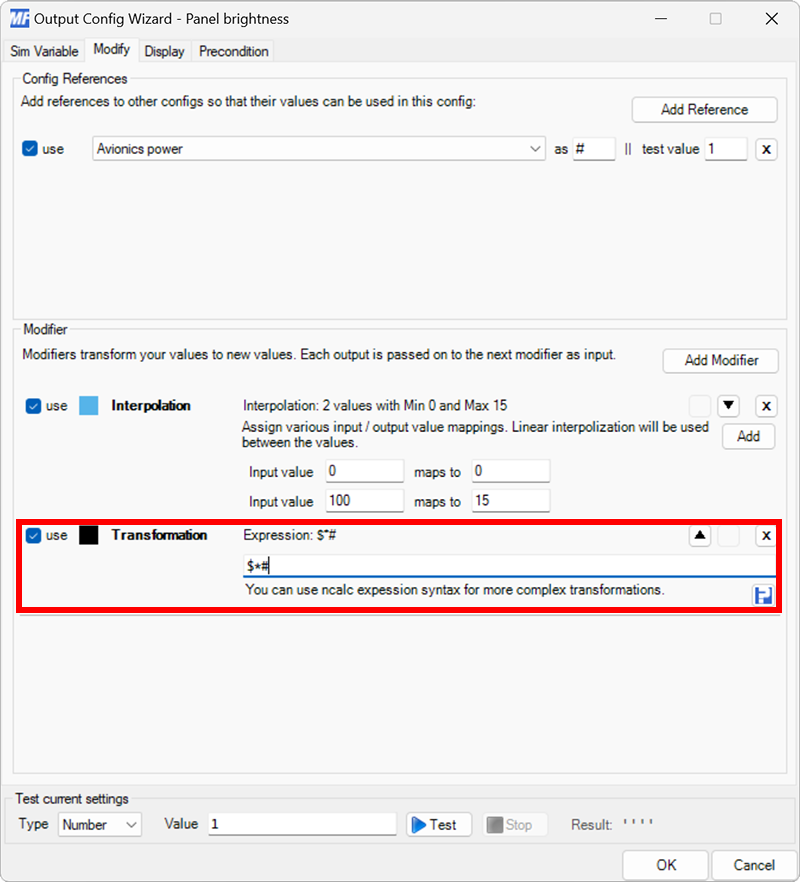 MF Output Config Wizard - Panel brightness
Sim Variable Modify Display Precondition
Config References
Add references to other configs so that their values can be used in this config:
Add Reference
use Avionics power as # || test value 1 x
Modifier
Modifiers transform your values to new values. Each output is passed on to the next modifier as input.
Add Modifier
use Interpolation Interpolation: 2 values with Min 0 and Max 15 x
Assign various input / output value mappings. Linear interpolization will be used
between the values.
Add
Input value 0 maps to 0
Input value 100 maps to 15
use Transformation Expression: $*# x
$*#
You can use ncalc expession syntax for more complex transformations.
Test current settings
Type Number Value 1 Test Stop Result: ' ' ' '
OK Cancel